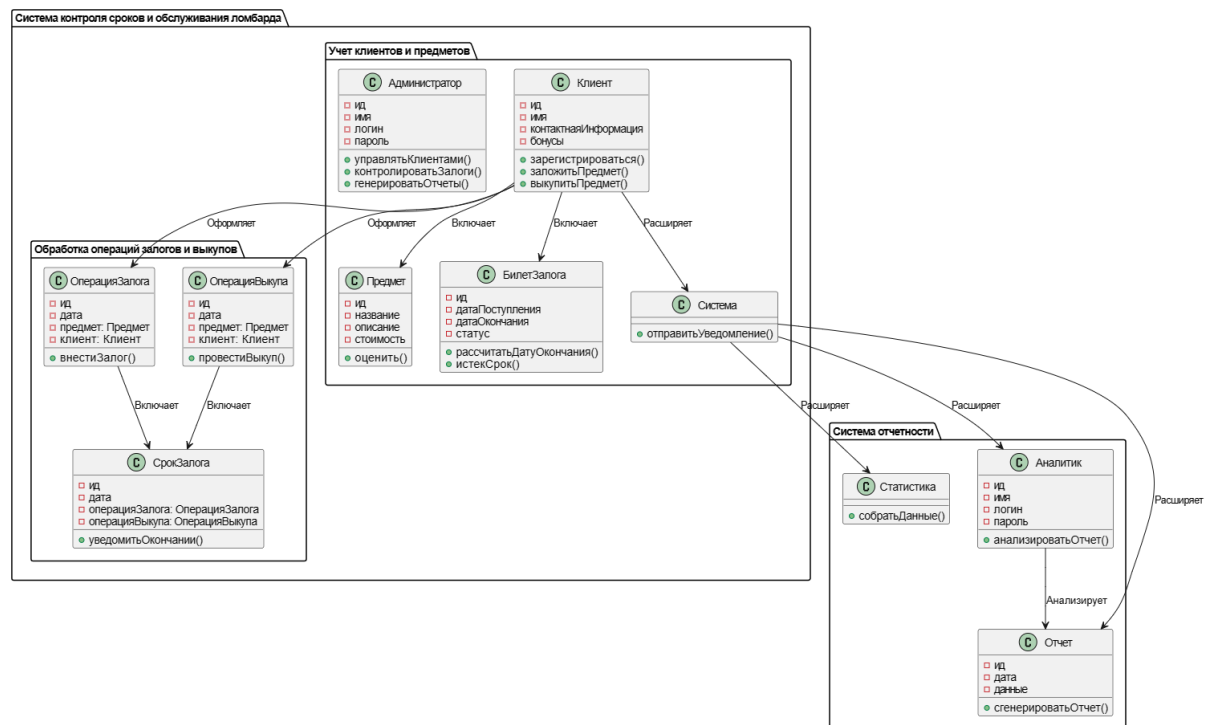 Система контроля сроков и обслуживания ломбарда
Учет клиентов и предметов
C Администратор
ид
имя
логин
пароль
управлятьКлиентами()
контролироватьЗалоги()
генерироватьОтчеты()
C Клиент
ид
имя
контактнаяИнформация
бонусы
зарегистрироваться()
заложитьПредмет()
выкупитьПредмет()
Оформляет
Оформляет
Включает
Включает
Расширяет
Обработка операций залогов и выкупов
C ОперацияЗалога
ид
дата
предмет: Предмет
клиент: Клиент
внестиЗалог()
C ОперацияВыкупа
ид
дата
предмет: Предмет
клиент: Клиент
провестиВыкуп()
C Предмет
ид
название
описание
стоимость
оценить()
C БилетЗалога
ид
датаПоступления
датаОкончания
статус
рассчитатьДатуОкончания()
истекСрок()
C Система
отправитьУведомление()
Включает
Включает
Расширяет
Расширяет
Расширяет
C СрокЗалога
ид
дата
операцияЗалога: ОперацияЗалога
операцияВыкупа: ОперацияВыкупа
уведомитьОкончании()
Система отчетности
C Статистика
собратьДанные()
C Аналитик
ид
имя
логин
пароль
анализироватьОтчет()
Анализирует
C Отчет
ид
дата
данные
сгенерироватьОтчет()